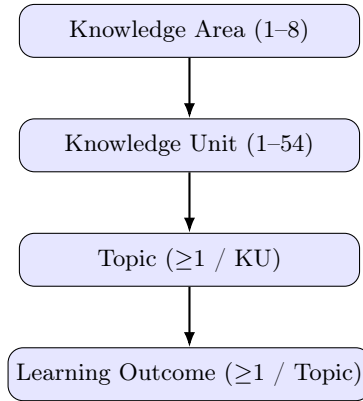 Knowledge Area (1–8)
Knowledge Unit (1–54)
Topic (≥1 / KU)
Learning Outcome (≥1 / Topic)